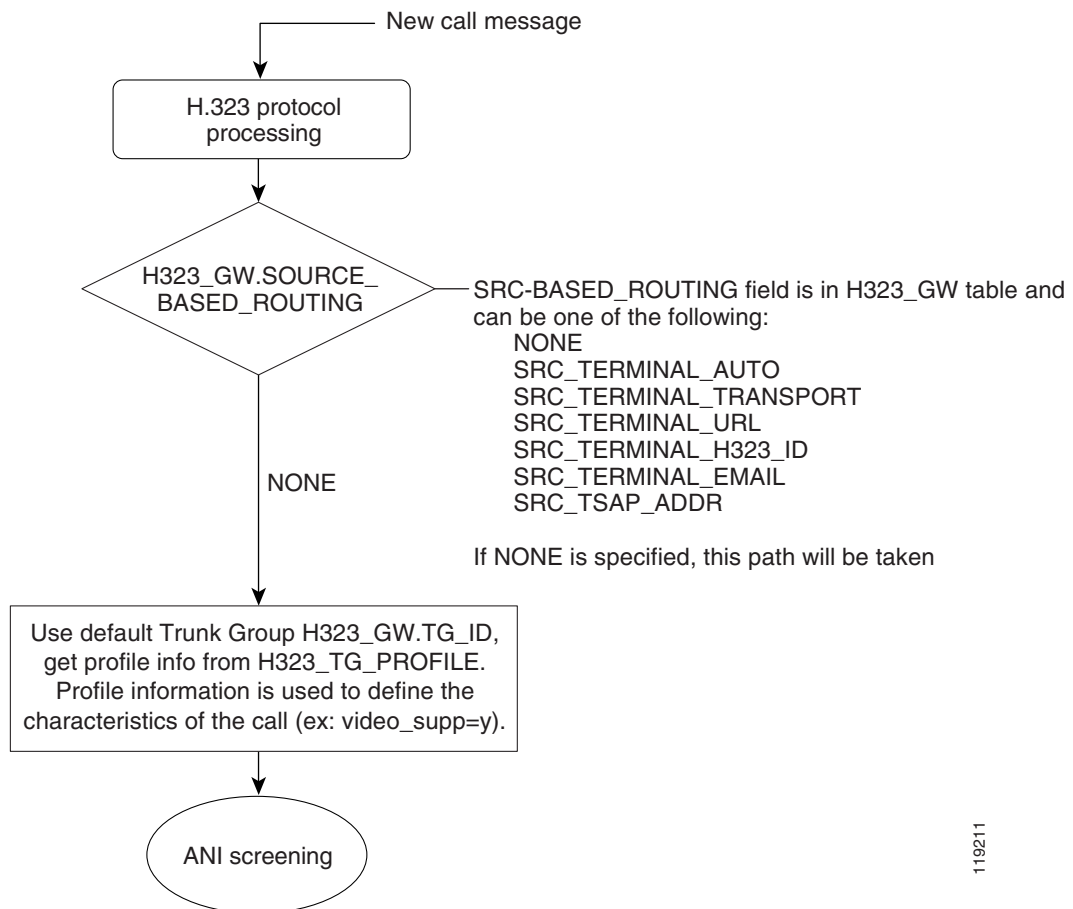 New call message
H.323 protocol
processing
H323_GW.SOURCE_
BASED_ROUTING
SRC-BASED_ROUTING field is in H323_GW table and
can be one of the following:
NONE
SRC_TERMINAL_AUTO
SRC_TERMINAL_TRANSPORT
SRC_TERMINAL_URL
SRC_TERMINAL_H323_ID
SRC_TERMINAL_EMAIL
SRC_TSAP_ADDR
NONE
If NONE is specified, this path will be taken
Use default Trunk Group H323_GW.TG_ID,
get profile info from H323_TG_PROFILE.
Profile information is used to define the
characteristics of the call (ex: video_supp=y).
ANI screening
119211